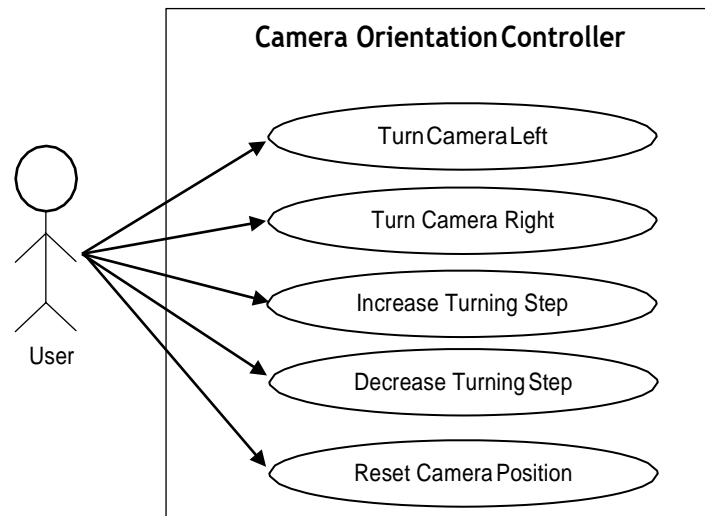 Camera Orientation Controller
Turn Camera Left
Turn Camera Right
Increase Turning Step
Decrease Turning Step
Reset Camera Position
User